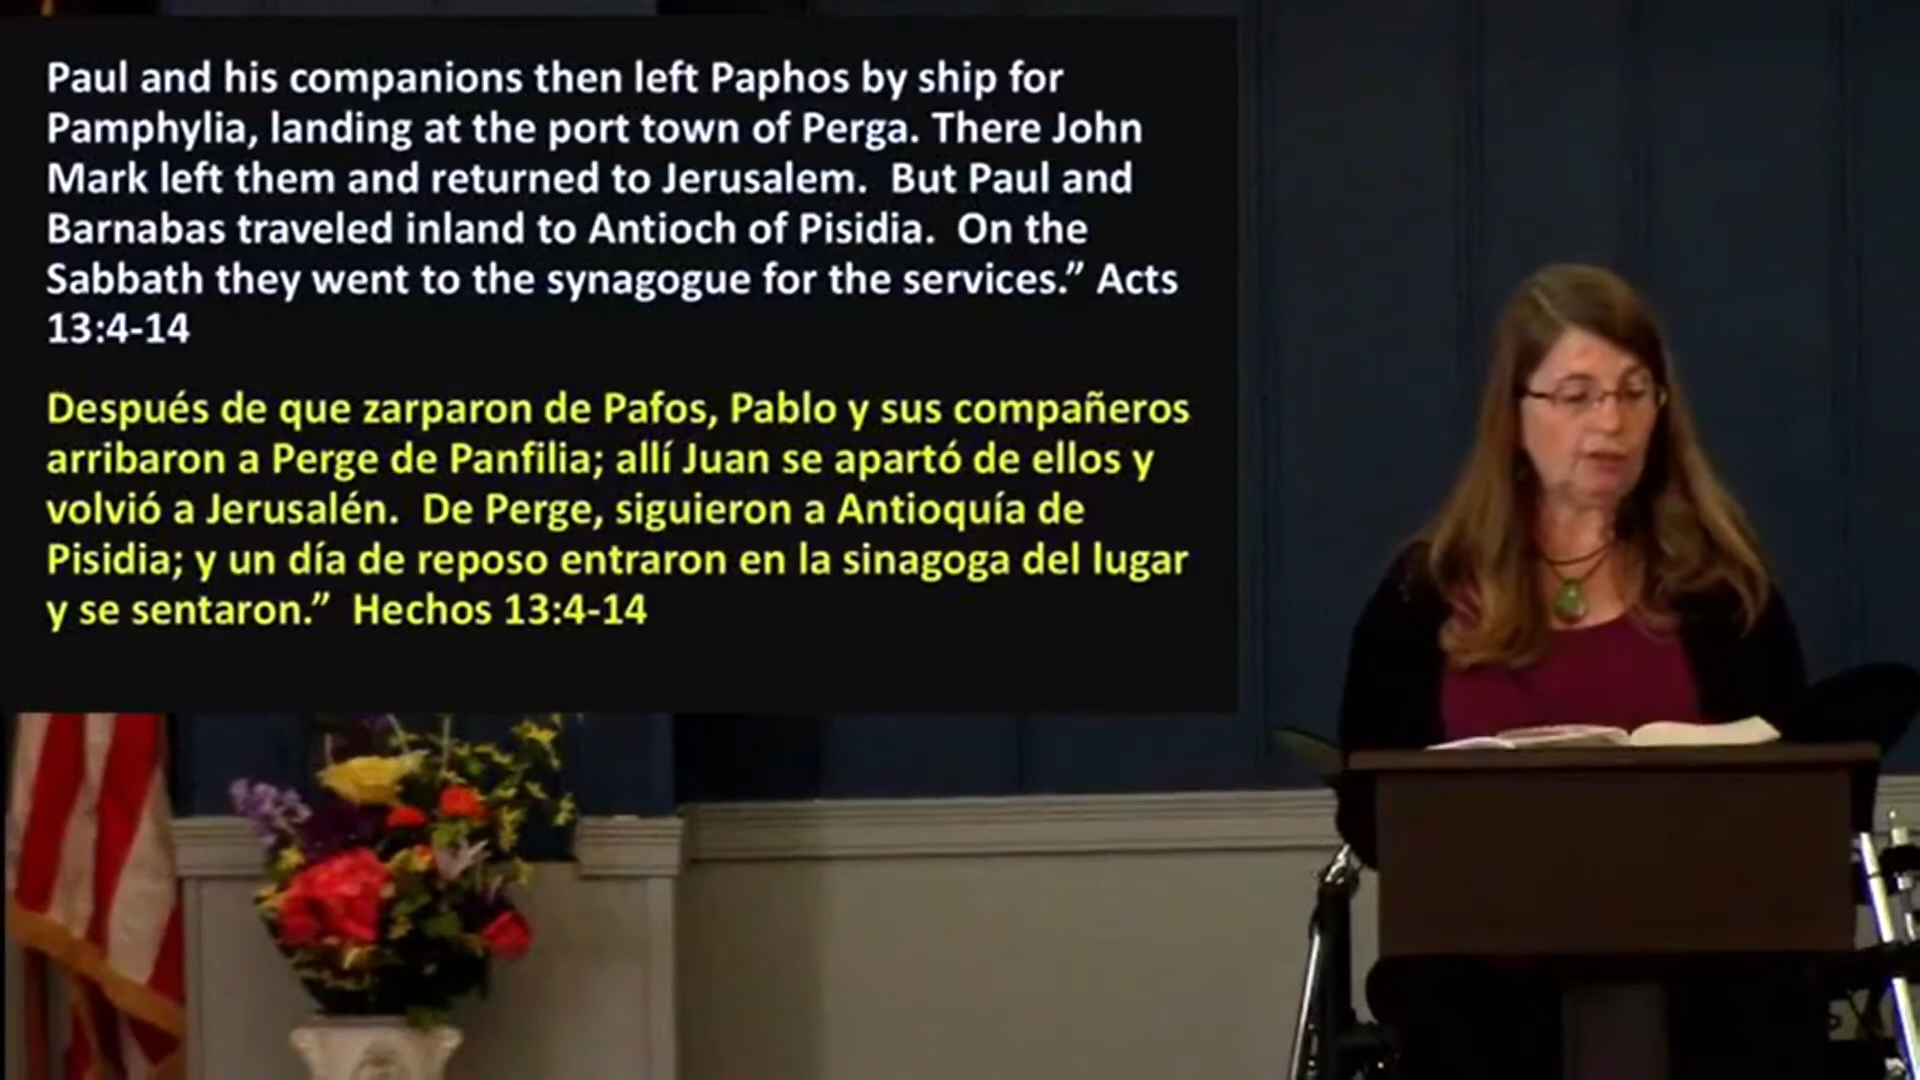 Paul and his companions then left Paphos by ship for
Pamphylia, landing at the port town of Perga. There John
Mark left them and returned to Jerusalem.  But Paul and
Barnabas traveled inland to Antioch of Pisidia.  On the
Sabbath they went to the synagogue for the services.” Acts
13:4-14
Después de que zarparon de Pafos, Pablo y sus compañeros
arribaron a Perge de Panfilia; allí Juan se apartó de ellos y
volvió a Jerusalén.  De Perge, siguieron a Antioquía de
Pisidia; y un día de reposo entraron en la sinagoga del lugar
y se sentaron.”  Hechos 13:4-14